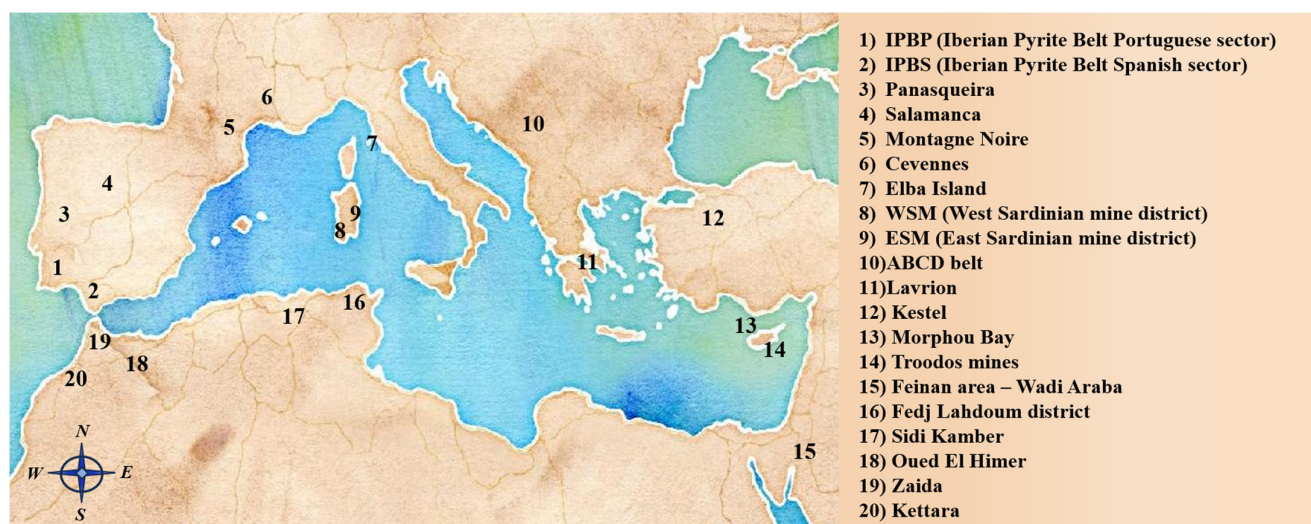 6
5
7
10
4
3
9
8
12
1
11
2
16
17
13
14
19
18
20
15
N
W
E
S
1) IPBP (Iberian Pyrite Belt Portuguese sector)
2) IPBS (Iberian Pyrite Belt Spanish sector)
3) Panasqueira
4) Salamanca
5) Montagne Noire
6) Cevennes
7) Elba Island
8) WSM (West Sardinian mine district)
9) ESM (East Sardinian mine district)
10)ABCD belt
11)Lavrion
12) Kestel
13) Morphou Bay
14) Troodos mines
15) Feinan area – Wadi Araba
16) Fedj Lahdoum district
17) Sidi Kamber
18) Oued El Himer
19) Zaida
20) Kettara